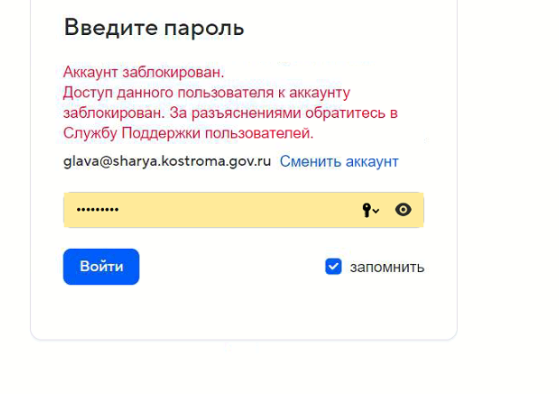 Введите пароль
Аккаунт заблокирован.
Доступ данного пользователя к аккаунту
заблокирован. За разъяснениями обратитесь в
Службу Поддержки пользователей.
glava@sharya.kostroma.gov.ru Сменить аккаунт
•••••••••
Войти запомнить